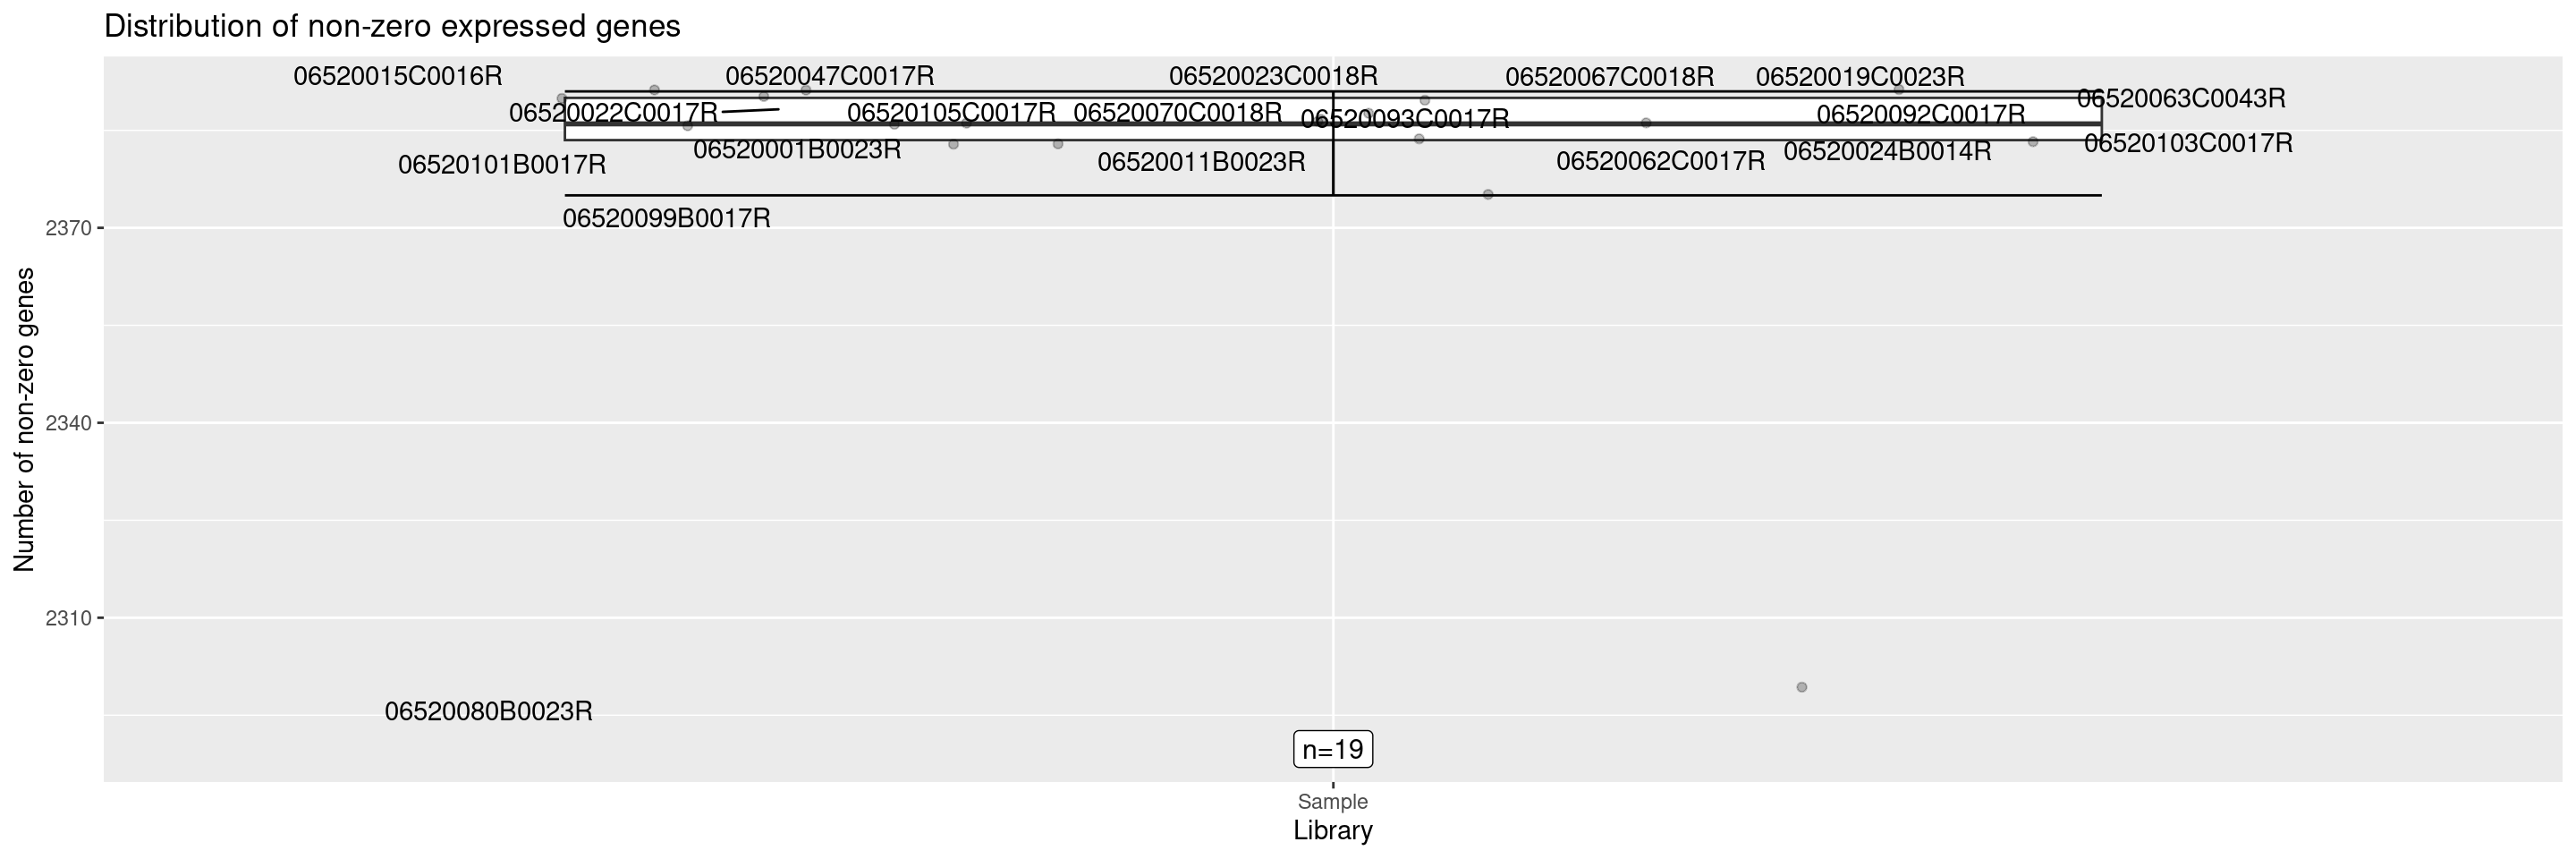 Distribution of non-zero expressed genes
06520015C0016R
06520047C0017R
06520023C0018R
06520067C0018R
06520019C0023R
06520063C0043R
06520022C0017R
06520105C0017R
06520070C0018R
06520093C0017R
06520092C0017R
06520101B0017R
06520001B0023R
06520011B0023R
06520062C0017R
06520024B0014R
06520103C0017R
06520099B0017R
2370
2340
2310
Number of non-zero genes
06520080B0023R
n=19
Sample
Library